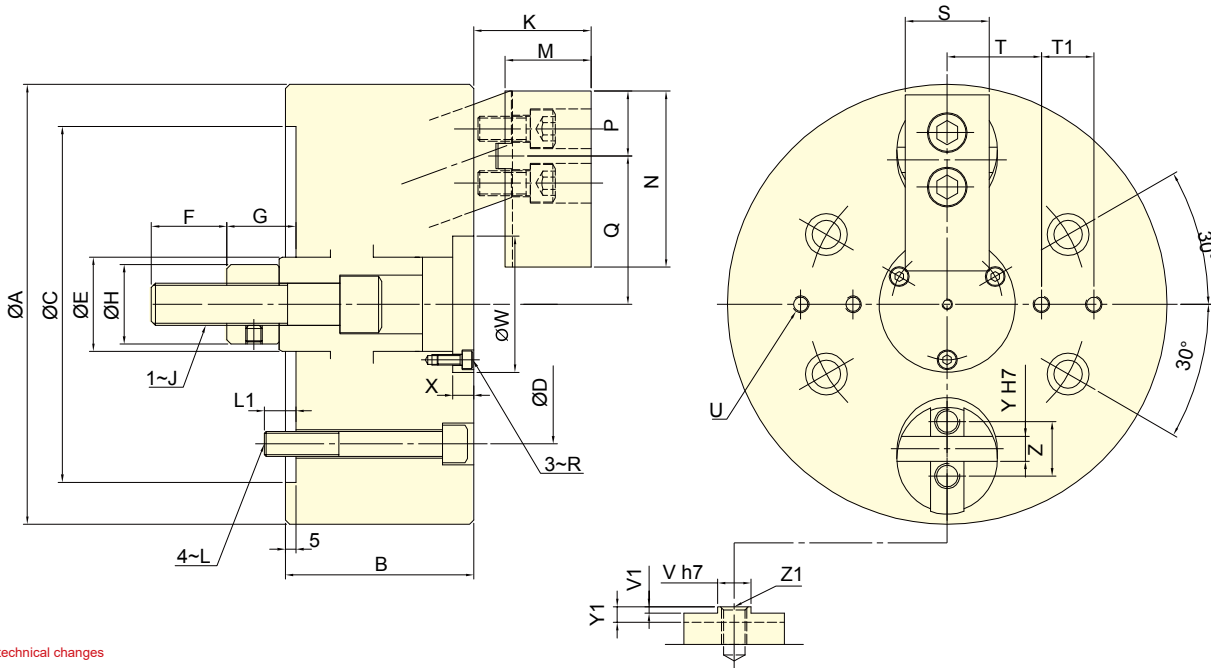 K
M
S
T
T1
P
N
Q
F
G
ØA
ØC
ØE
ØH
ØW
1~J
X
ØD
L1
3~R
4~L
5
B
30°
30°
U
Y H7
Z
V1
V h7
Z1
Y1
technical changes